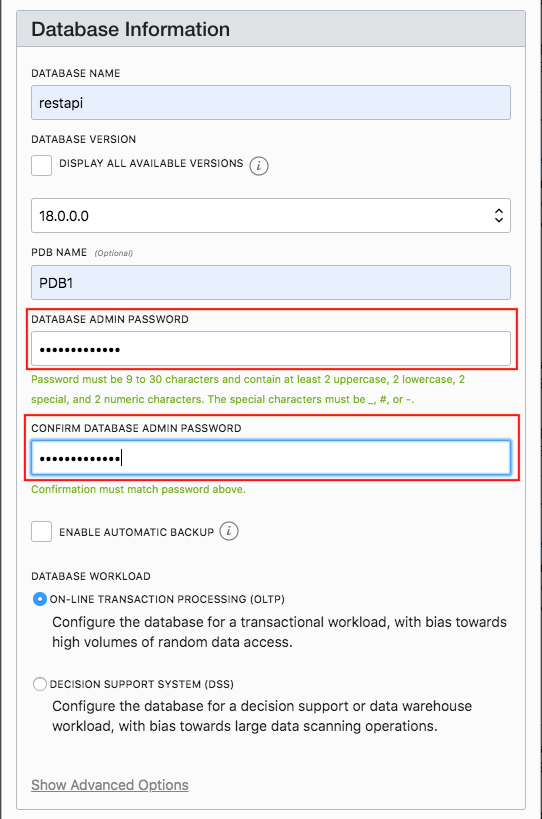 Database Information
DATABASE NAME
restapi
DATABASE VERSION
DISPLAY ALL AVAILABLE VERSIONS i
18.0.0.0
PDB NAME (Optional)
PDB1
DATABASE ADMIN PASSWORD
•••••••••••••
Password must be 9 to 30 characters and contain at least 2 uppercase, 2 lowercase, 2
special, and 2 numeric characters. The special characters must be _, #, or -.
CONFIRM DATABASE ADMIN PASSWORD
•••••••••••••
Confirmation must match password above.
ENABLE AUTOMATIC BACKUP i
DATABASE WORKLOAD
ON-LINE TRANSACTION PROCESSING (OLTP)
Configure the database for a transactional workload, with bias towards
high volumes of random data access.
DECISION SUPPORT SYSTEM (DSS)
Configure the database for a decision support or data warehouse
workload, with bias towards large data scanning operations.
Show Advanced Options